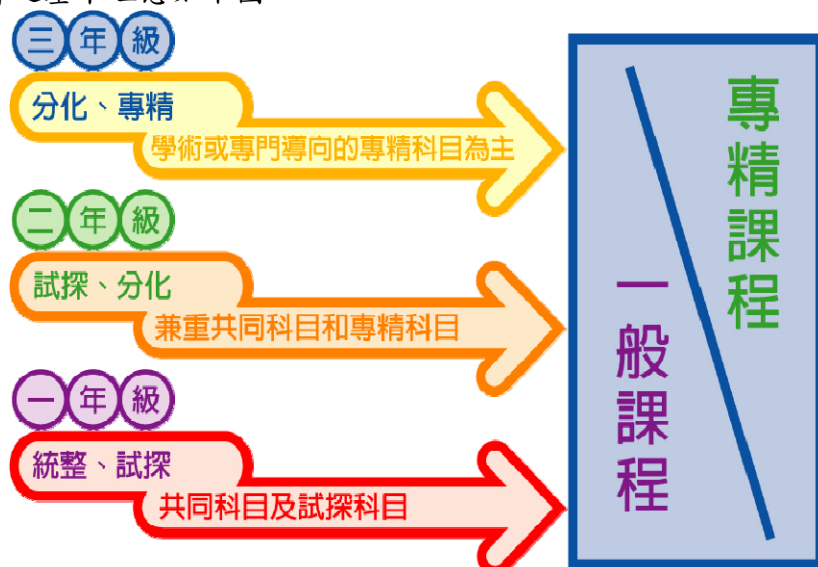 三年級
分化、專精
學術或專門導向的專精科目為主
二年級
試探、分化
兼重共同科目和專精科目
一年級
統整、試探
共同科目及試探科目
專精課程
一般課程